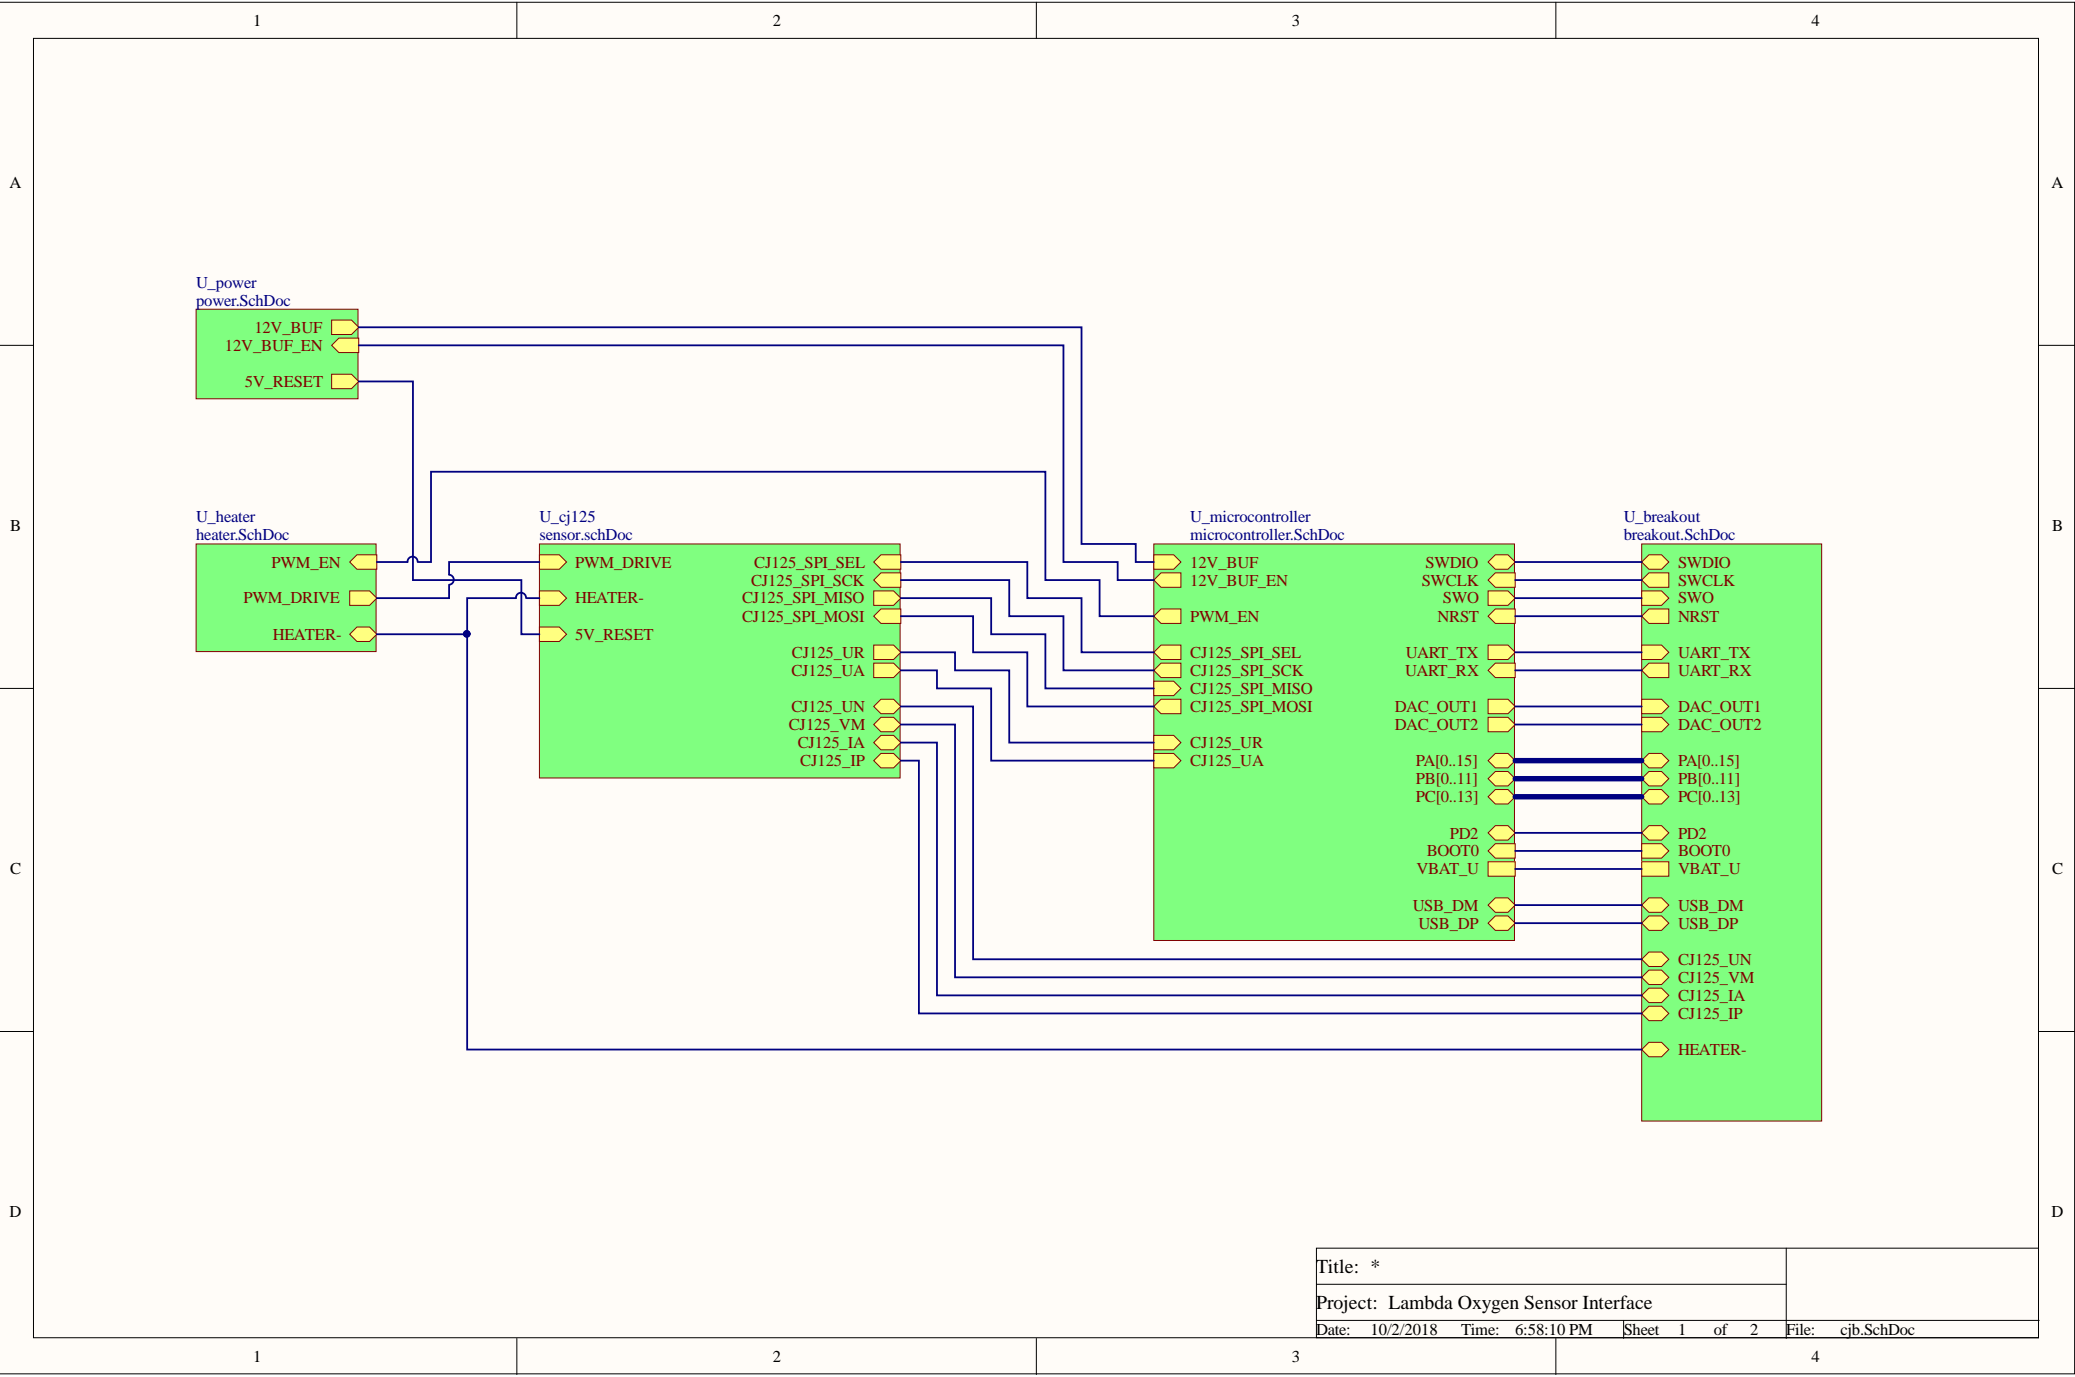 1 2 3 4
A A
U_power
power.SchDoc
12V_BUF
12V_BUF_EN
5V_RESET
B B
U_heater
heater.SchDoc
PWM_EN
PWM_DRIVE
HEATER-
U_cj125
sensor.schDoc
PWM_DRIVE
HEATER-
5V_RESET
CJ125_SPI_SEL
CJ125_SPI_SCK
CJ125_SPI_MISO
CJ125_SPI_MOSI
CJ125_UR
CJ125_UA
CJ125_UN
CJ125_VM
CJ125_IA
CJ125_IP
U_microcontroller
microcontroller.SchDoc
12V_BUF
12V_BUF_EN
PWM_EN
CJ125_SPI_SEL
CJ125_SPI_SCK
CJ125_SPI_MISO
CJ125_SPI_MOSI
CJ125_UR
CJ125_UA
SWDIO
SWCLK
SWO
NRST
UART_TX
UART_RX
DAC_OUT1
DAC_OUT2
PA[0..15]
PB[0..11]
PC[0..13]
PD2
BOOT0
VBAT_U
USB_DM
USB_DP
U_breakout
breakout.SchDoc
SWDIO
SWCLK
SWO
NRST
UART_TX
UART_RX
DAC_OUT1
DAC_OUT2
PA[0..15]
PB[0..11]
PC[0..13]
PD2
BOOT0
VBAT_U
USB_DM
USB_DP
CJ125_UN
CJ125_VM
CJ125_IA
CJ125_IP
HEATER-
C C
D D
Title: *
Project: Lambda Oxygen Sensor Interface
Date: 10/2/2018 Time: 6:58:10 PM Sheet 1 of 2 File: cjb.SchDoc
1 2 3 4